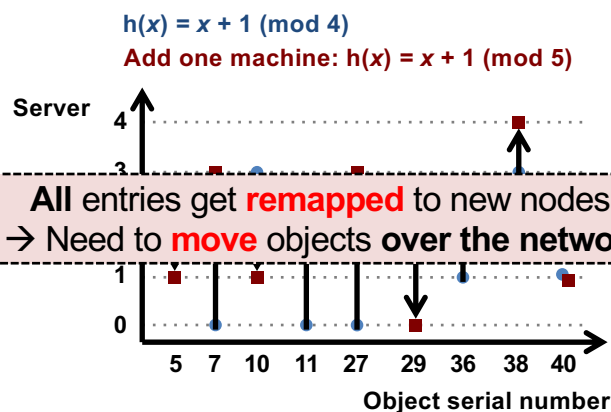 h(x) = x + 1 (mod 4)
Add one machine: h(x) = x + 1 (mod 5)
Server
4
All entries get remapped to new nodes
→ Need to move objects over the
1
0
5 7 10 11 27 29 36 38 40
Object serial number